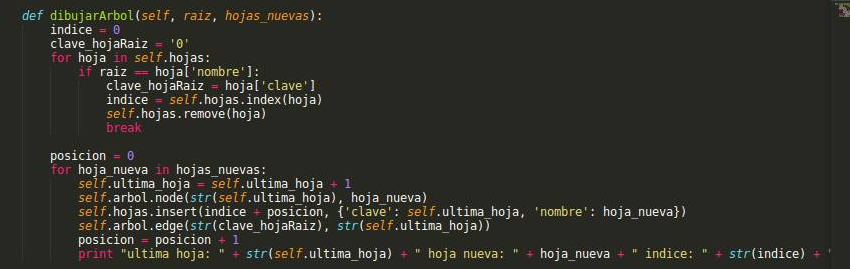 def dibujarArbol(self, raiz, hojas_nuevas):
    indice = 0
    clave_hojaRaiz = '0'
    for hoja in self.hojas:
        if raiz == hoja['nombre']:
            clave_hojaRaiz = hoja['clave']
            indice = self.hojas.index(hoja)
            self.hojas.remove(hoja)
            break

    posicion = 0
    for hoja_nueva in hojas_nuevas:
        self.ultima_hoja = self.ultima_hoja + 1
        self.arbol.node(str(self.ultima_hoja), hoja_nueva)
        self.hojas.insert(indice + posicion, {'clave': self.ultima_hoja, 'nombre': hoja_nueva})
        self.arbol.edge(str(clave_hojaRaiz), str(self.ultima_hoja))
        posicion = posicion + 1
        print "ultima hoja: " + str(self.ultima_hoja) + " hoja nueva: " + hoja_nueva + " indice: " + str(indice) + '